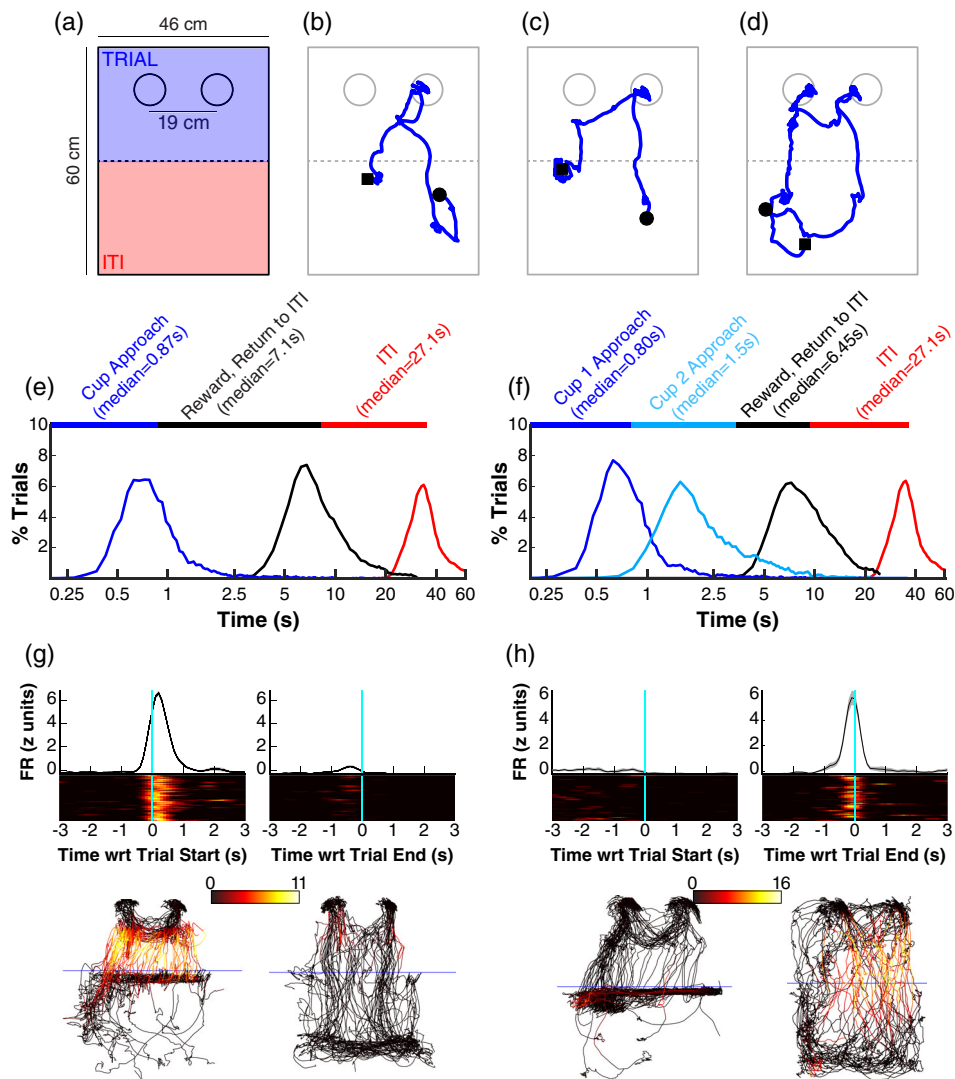 (a)
46 cm
(b)
(c)
(d)
TRIAL
19 cm
60 cm
ITI
Cup Approach
(median=0.87s)
Reward, Return to ITI
(median=7.1s)
ITI
(median=27.1s)
Cup 1 Approach
(median=0.80s)
Cup 2 Approach
(median=1.5s)
Reward, Return to ITI
(median=6.45s)
ITI
(median=27.1s)
(e)
(f)
10
8
6
4
2
% Trials
0.25 0.5 1 2.5 5 10 20 40 60
Time (s)
10
8
6
4
2
% Trials
0.25 0.5 1 2.5 5 10 20 40 60
Time (s)
(g)
(h)
6
4
2
0
FR (z units)
-3 -2 -1 0 1 2 3
Time wrt Trial Start (s)
6
4
2
0
-3 -2 -1 0 1 2 3
Time wrt Trial End (s)
6
4
2
0
FR (z units)
-3 -2 -1 0 1 2 3
Time wrt Trial Start (s)
6
4
2
0
-3 -2 -1 0 1 2 3
Time wrt Trial End (s)
0 11
0 16